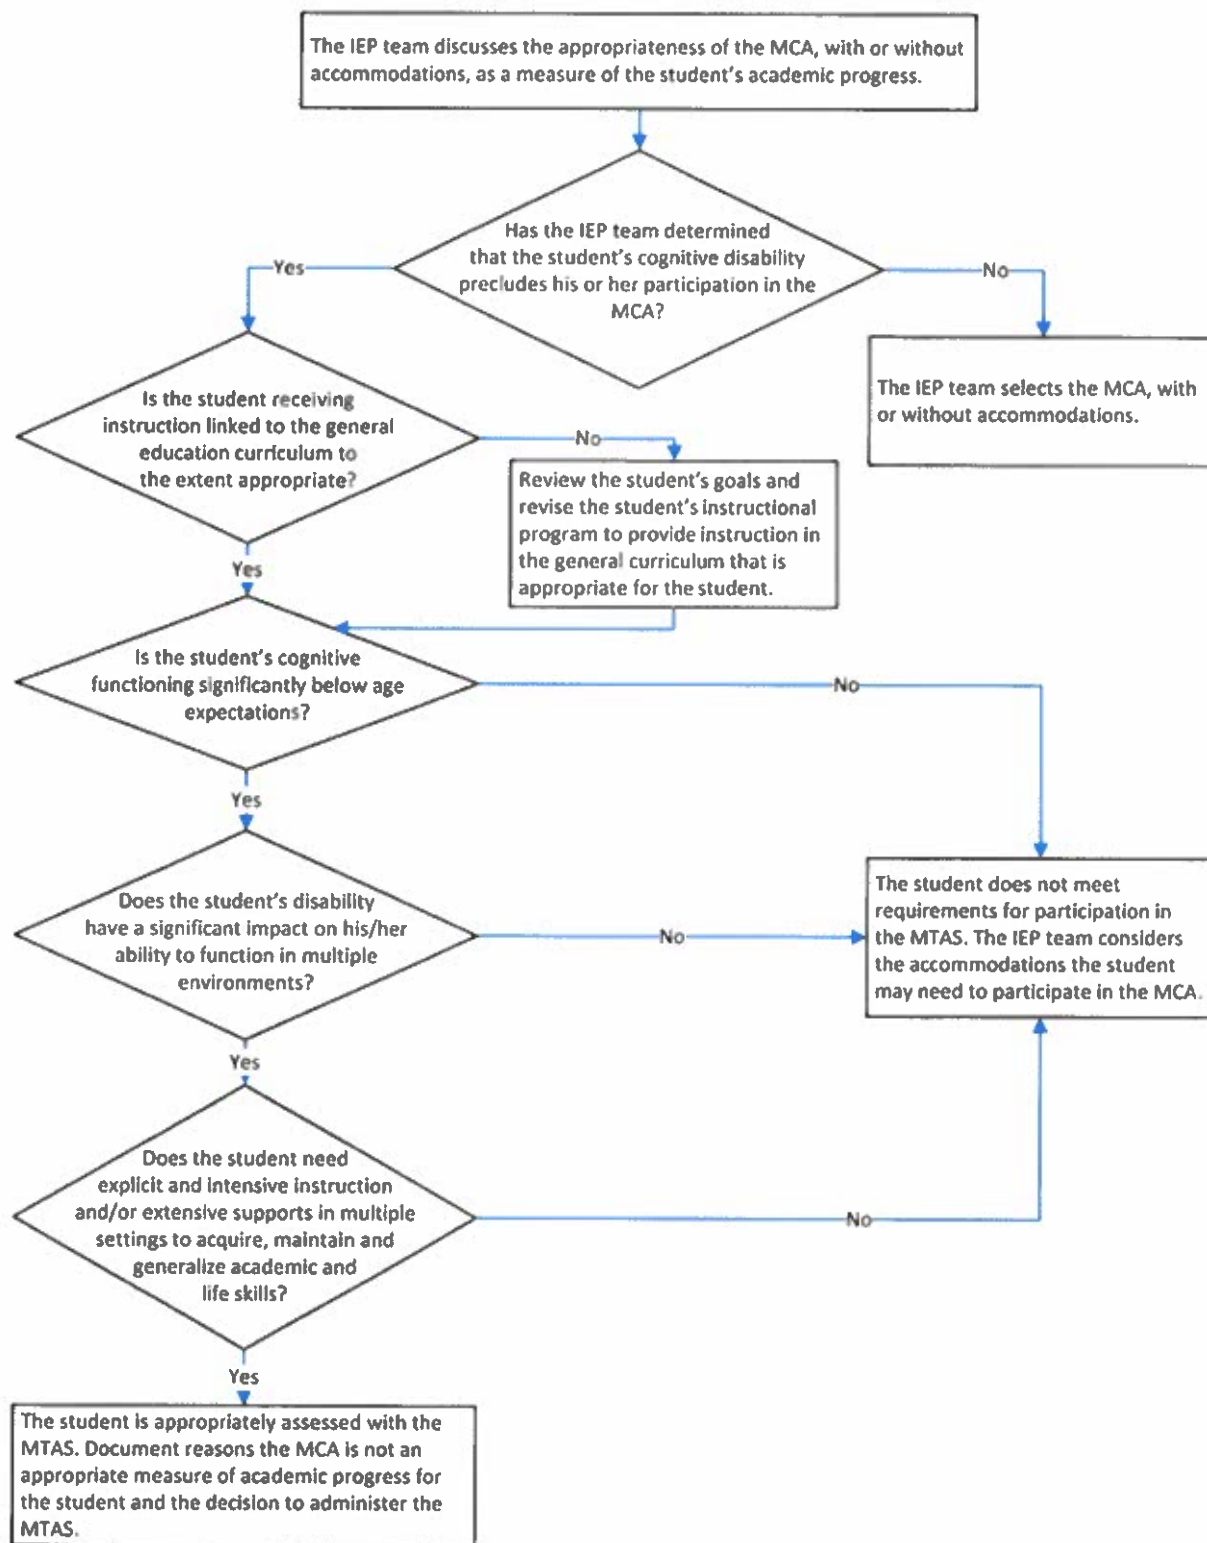 The IEP team discusses the appropriateness of the MCA, with or without
accommodations, as a measure of the student's academic progress.
Has the IEP team determined
that the student's cognitive disability
precludes his or her participation in the
MCA?
Yes
No
The IEP team selects the MCA, with
or without accommodations.
Is the student receiving
instruction linked to the general
education curriculum to
the extent appropriate?
No
Review the student's goals and
revise the student's instructional
program to provide instruction in
the general curriculum that is
appropriate for the student.
Yes
Is the student's cognitive
functioning significantly below age
expectations?
No
Yes
Does the student's disability
have a significant impact on his/her
ability to function in multiple
environments?
No
The student does not meet
requirements for participation in
the MTAS. The IEP team considers
the accommodations the student
may need to participate in the MCA.
Yes
Does the student need
explicit and intensive instruction
and/or extensive supports in multiple
settings to acquire, maintain and
generalize academic and
life skills?
No
Yes
The student is appropriately assessed with the
MTAS. Document reasons the MCA is not an
appropriate measure of academic progress for
the student and the decision to administer the
MTAS.